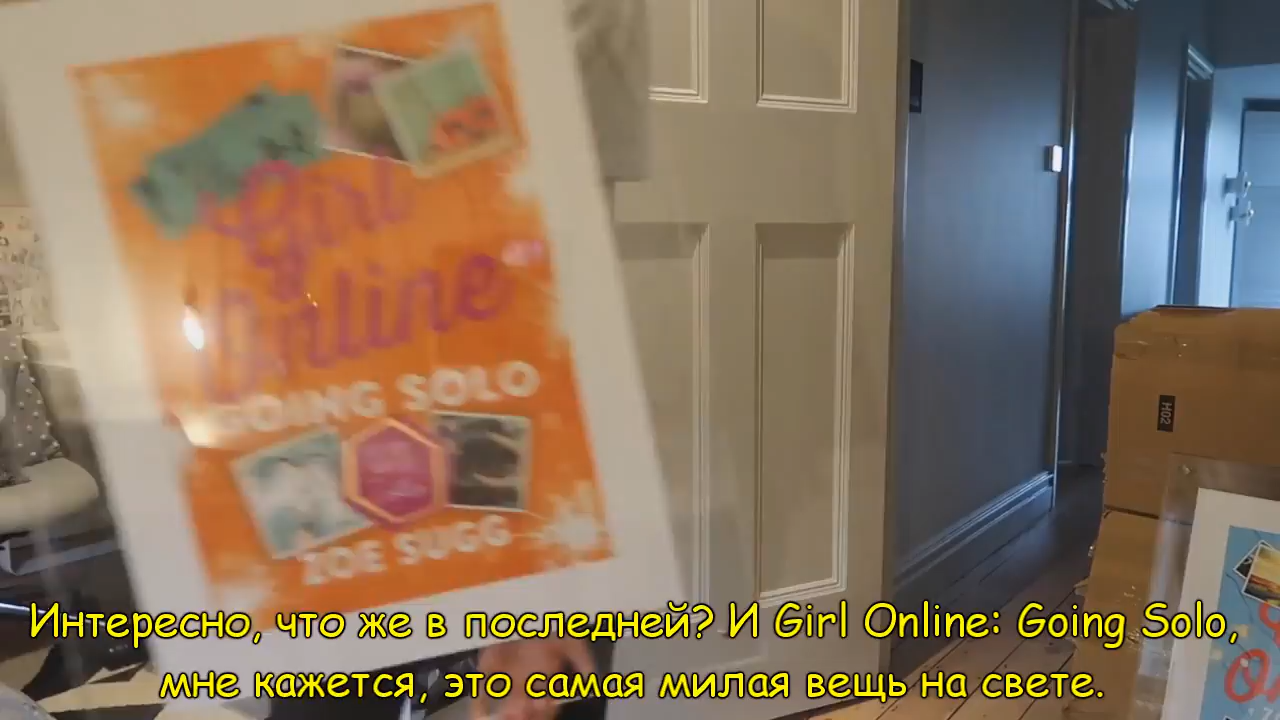 Girl
Online
GOING SOLO
ZOE SUGG
H02
Интересно, что же в последней? И Girl Online: Going Solo,
мне кажется, это самая милая вещь на свете.